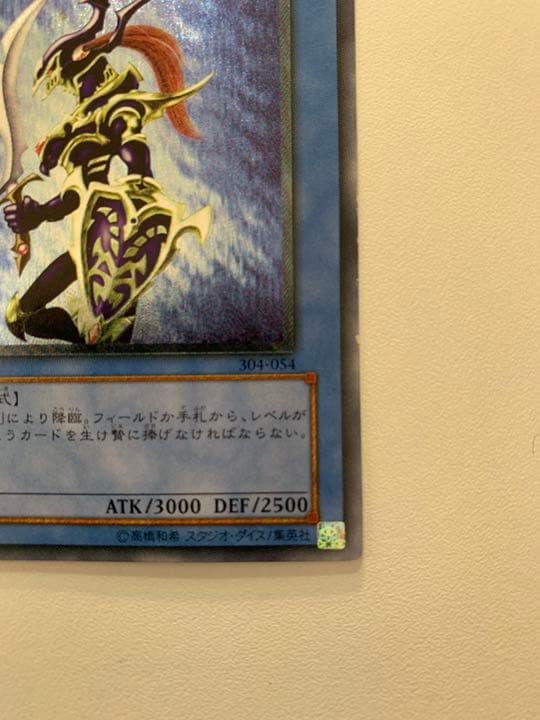 304-054
式】
により降臨。フィールドか手札から、レベルが
うカードを生け贄に捧げなければならない。
ATK/3000 DEF/2500
©高橋和希 スタジオ・ダイス/集英社